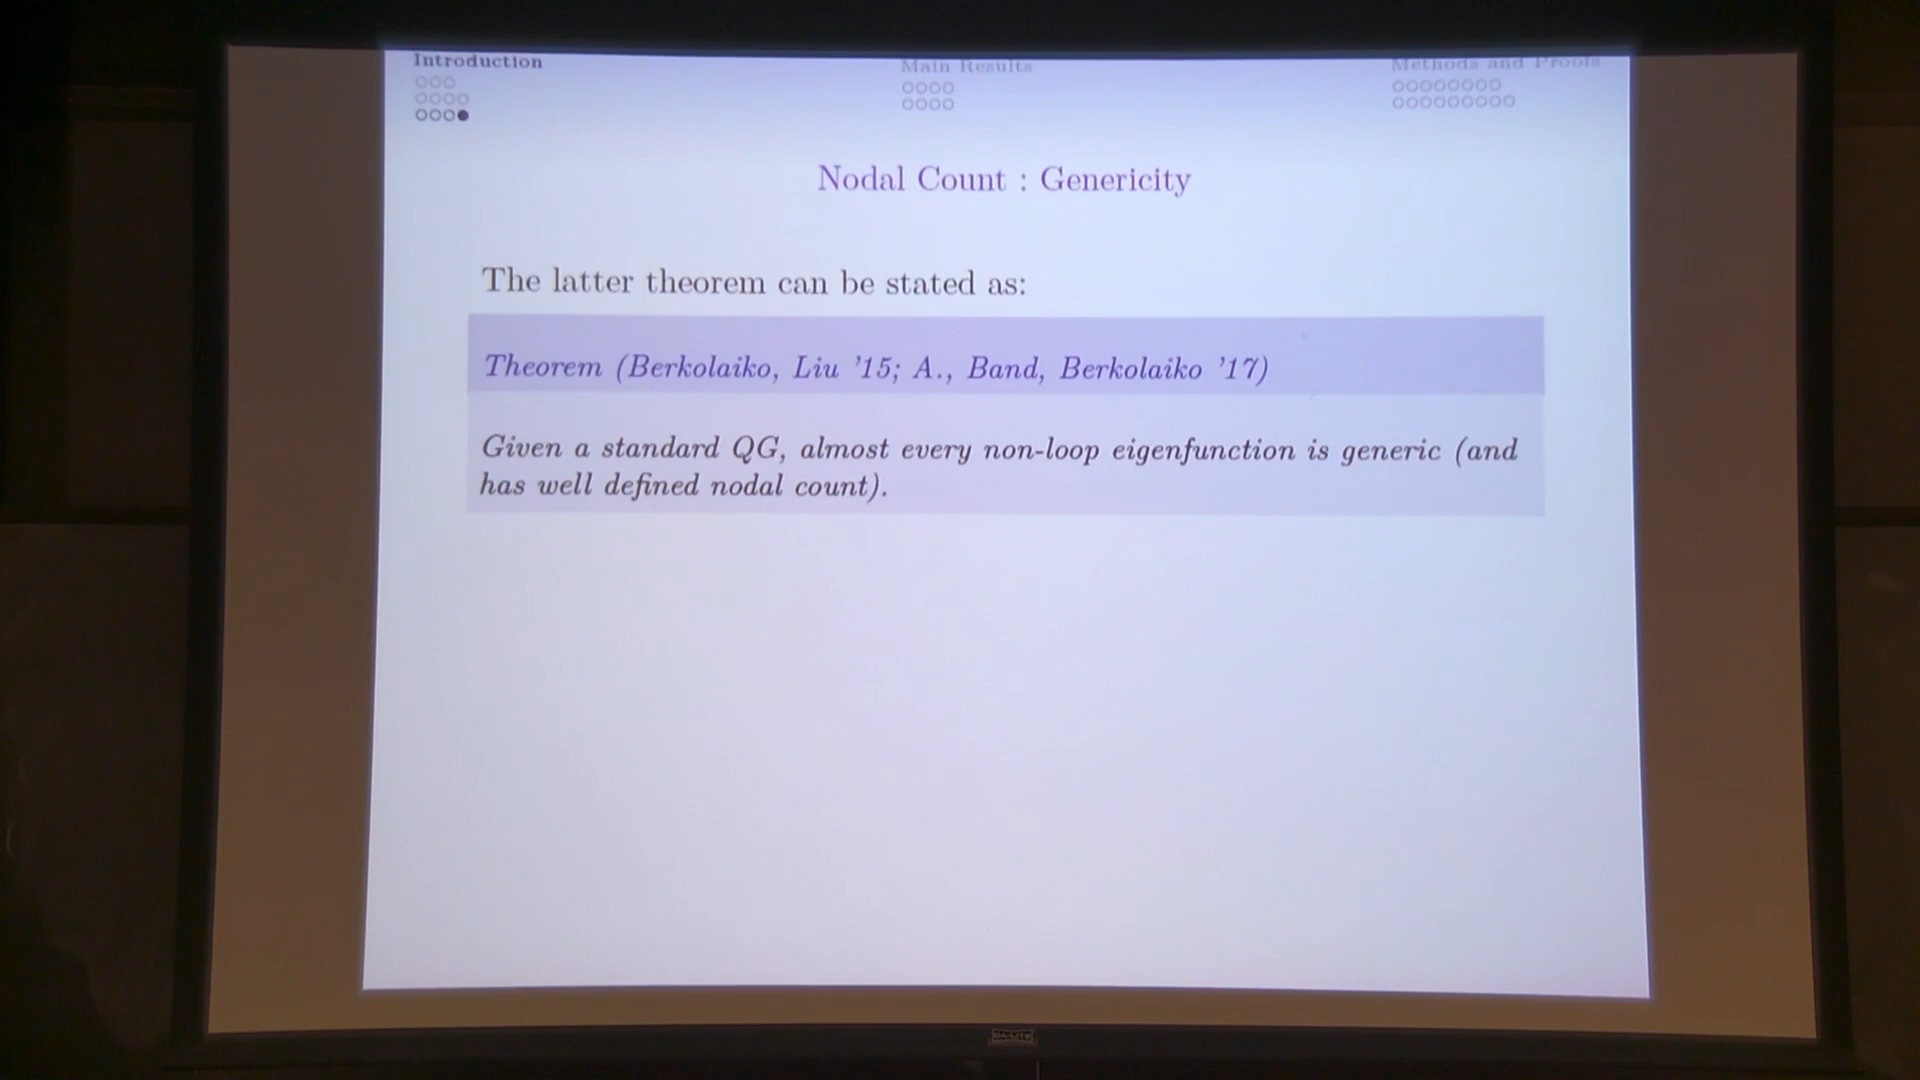 Introduction
Main Results
Methods and Proofs
Nodal Count : Genericity
The latter theorem can be stated as:
Theorem (Berkolaiko, Liu '15; A., Band, Berkolaiko '17)
Given a standard QG, almost every non-loop eigenfunction is generic (and
has well defined nodal count).
DA-LITE